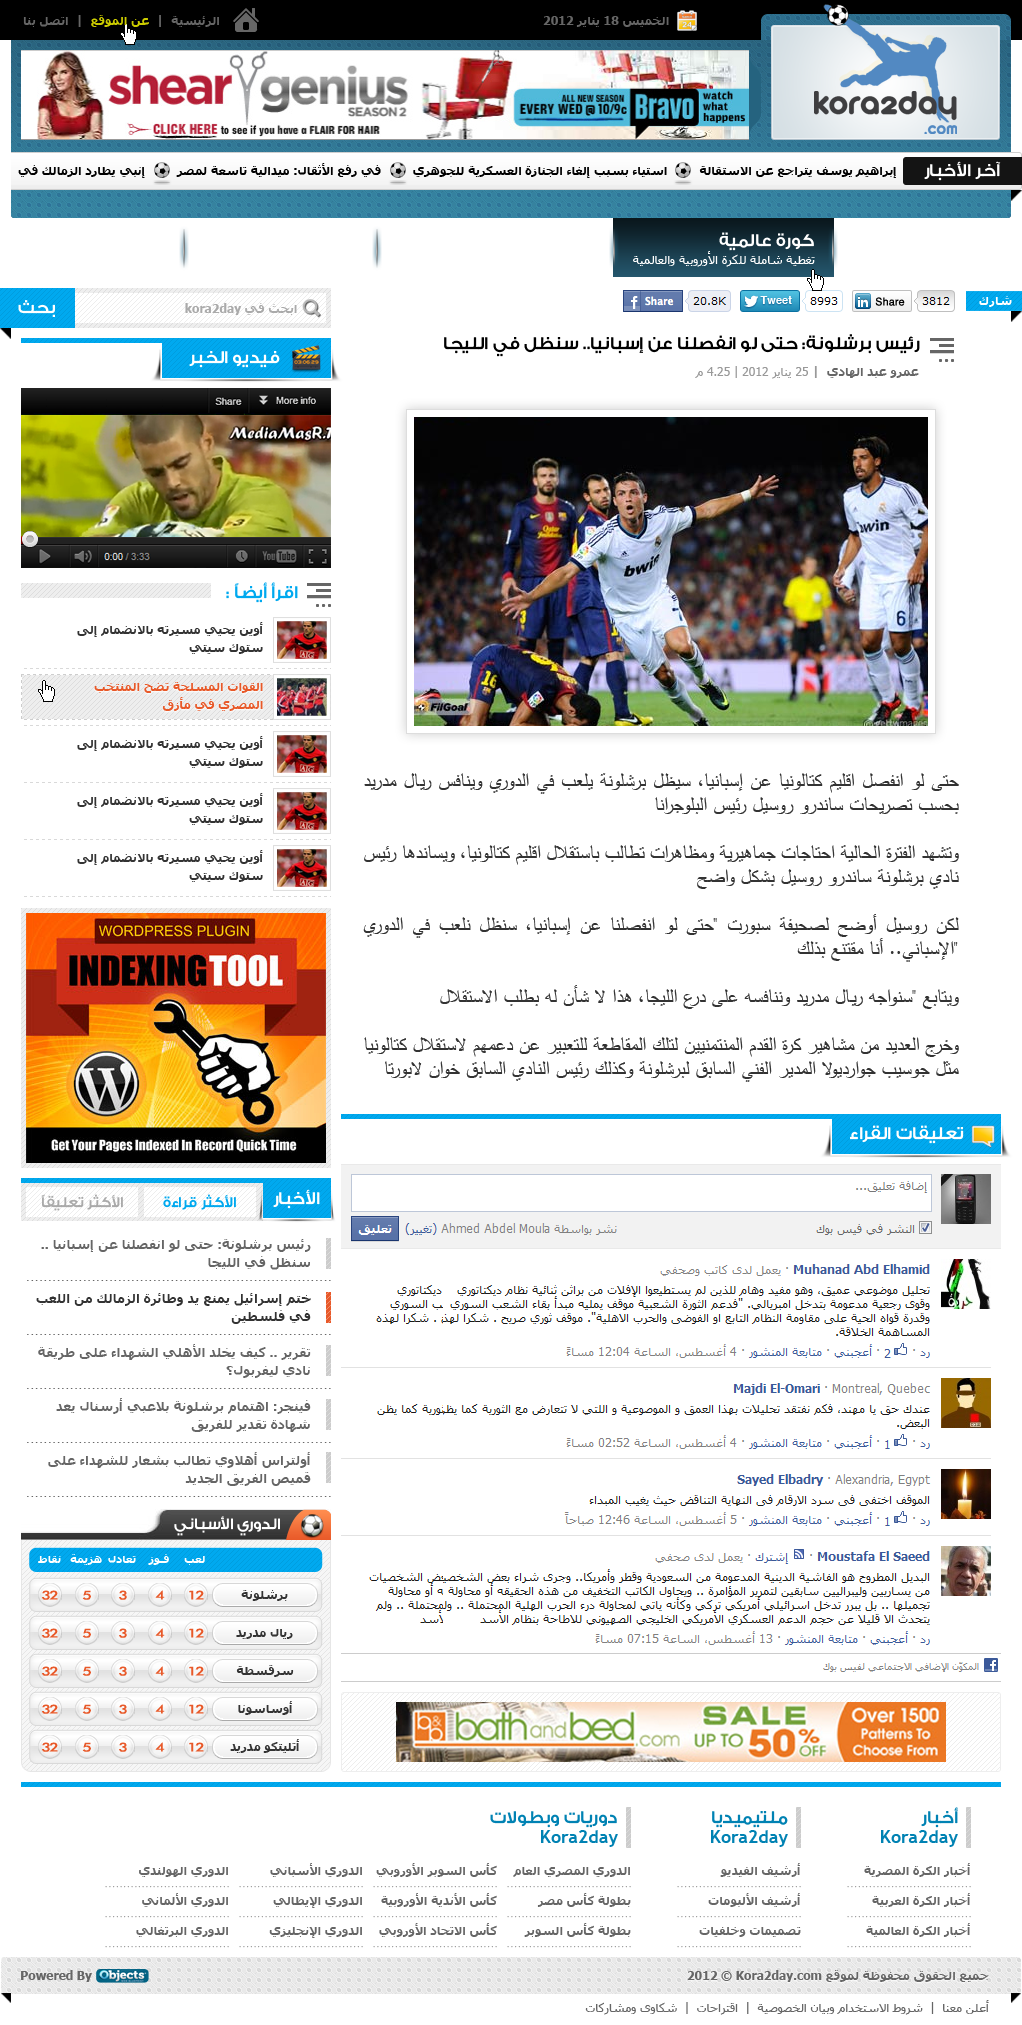 الرئيسية | عن الموقع | اتصل بنا
الخميس 18 يناير 2012
kora2day
.com
shear genius
SEASON 2
CLICK HERE to see if you have a FLAIR FOR HAIR
ALL NEW SEASON
EVERY WED @ 10/9c
Bravo
watch
what
happens
آخر الأخبار
إبراهيم يوسف يتراجع عن الاستقالة
استياء بسبب إلغاء الجنازة العسكرية للجوهري
في رفع الأثقال: ميدالية تاسعة لمصر
إنبي يطارد الزمالك في
كورة عالمية
تغطية شاملة للكرة الأوروبية والعالمية
شارك
3812 Share
8993 Tweet
20.8K Share
رئيس برشلونة: حتى لو انفصلنا عن إسبانيا.. سنظل في الليجا
عمرو عبد الهادي | 25 يناير 2012 | 4.25 م
bwin
bwin
6
16
FilGoal
حتى لو انفصل اقليم كتالونيا عن إسبانيا، سيظل برشلونة يلعب في الدوري وينافس ريال مدريد
بحسب تصريحات ساندرو روسيل رئيس البلوجرانا
وتشهد الفترة الحالية احتاجات جماهيرية ومظاهرات تطالب باستقلال اقليم كتالونيا، ويساندها رئيس
نادي برشلونة ساندرو روسيل بشكل واضح
لكن روسيل أوضح لصحيفة سبورت "حتى لو انفصلنا عن إسبانيا، سنظل نلعب في الدوري
الإسباني.. أنا مقتنع بذلك"
ويتابع "سنواجه ريال مدريد وننافسه على درع الليجا، هذا لا شأن له بطلب الاستقلال
وخرج العديد من مشاهير كرة القدم المنتمنيين لتلك المقاطعة للتعبير عن دعمهم لاستقلال كتالونيا
مثل جوسيب جوارديولا المدير الفني السابق لبرشلونة وكذلك رئيس النادي السابق خوان لابورتا
تعليقات القراء
إضافة تعليق...
النشر في فيس بوك
نشر بواسطة Ahmed Abdel Moula (تغيير)
تعليق
Muhanad Abd Elhamid · يعمل لدى كاتب وصحفي
تحليل موضوعي عميق، وهو مفيد وهام للذين لم يستطيعوا الإفلات من براثن ثنائية نظام ديكتاتوري ديكتاتوري
وقوى رجعية مدعومة بتدخل امبريالي. "فدعم الثورة الشعبية موقف يمليه مبدأ بقاء الشعب السوري ب السوري
وقدرة قواه الحية على مقاومة النظام التابع او الفوضى والحرب الاهلية". موقف ثوري صريح . شكرا لهذ . شكرا لهذه
المساهمة الخلاقة.
رد · 2 · أعجبني · متابعة المنشور · 4 أغسطس، الساعة 12:04 مساءً
Majdi El-Omari · Montreal, Quebec
عندك حق يا مهند، فكم نفتقد تحليلات بهذا العمق و الموضوعية و اللتي لا تتعارض مع الثورية كما يظهورية كما يظن
البعض.
رد · 1 · أعجبني · متابعة المنشور · 4 أغسطس، الساعة 02:52 مساءً
Sayed Elbadry · Alexandria, Egypt
الموقف اختفى فى سرد الارقام فى النهاية التناقض حيث يغيب المبداء
رد · 1 · أعجبني · متابعة المنشور · 5 أغسطس، الساعة 12:46 صباحاً
Moustafa El Saeed · إشترك · يعمل لدى صحفي
البديل المطروح هو الفاشية الدينية المدعومة من السعودية وقطر وأمريكا.. وجرى شراء بعض الشخصيض الشخصيات
من يساريين وليبراليين سابقين لتمرير المؤامرة .. ويحاول الكاتب التخفيف من هذه الحقيقه أو محاولة ه أو محاولة
تجميلها .. بل يبرر تدخل اسرائيلي أمريكي تركي وكأنه ياتي لمحاولة درء الحرب الهلية المحتملة .. ولمحتملة .. ولم
يتحدث الا قليلا عن حجم الدعم العسكري الأمريكي الخليجي الصهيوني للاطاحة بنظام الأسد لأسد
رد · أعجبني · متابعة المنشور · 13 أغسطس، الساعة 07:15 مساءً
المكوّن الإضافي الاجتماعي لفيس بوك
b&b
bathandbed.com
SALE
UP TO 50% OFF
Over 1500
Patterns To
Choose From
ابحث في kora2day
بحث
فيديو الخبر
Share More info
MediaMasR.T
0:00 / 3:33
YouTube
اقرأ أيضاً :
أوين يحيي مسيرته بالانضمام إلى
ستوك سيتي
القوات المسلحة تضح المنتخب
المصري في مأزق
أوين يحيي مسيرته بالانضمام إلى
ستوك سيتي
أوين يحيي مسيرته بالانضمام إلى
ستوك سيتي
أوين يحيي مسيرته بالانضمام إلى
ستوك سيتي
WORDPRESS PLUGIN
INDEXINGTOOL
Get Your Pages Indexed In Record Quick Time
الأخبار
الأكثر قراءة
الأكثر تعليقاً
رئيس برشلونة: حتى لو انفصلنا عن إسبانيا ..
سنظل في الليجا
ختم إسرائيل يمنع يد وطائرة الزمالك من اللعب
في فلسطين
تقرير .. كيف يخلد الأهلي الشهداء على طريقة
نادي ليفربول؟
فينجر: اهتمام برشلونة بلاعبي أرسنال يعد
شهادة تقدير للفريق
أولتراس أهلاوي تطالب بشعار للشهداء على
قميص الفريق الجديد
الدوري الأسباني
لعب فوز تعادل هزيمة نقاط
برشلونة 12 4 3 5 32
ريال مدريد 12 4 3 5 32
سرقسطة 12 4 3 5 32
أوساسونا 12 4 3 5 32
أتليتكو مدريد 12 4 3 5 32
أخبار
Kora2day
أخبار الكرة المصرية
أخبار الكرة العربية
أخبار الكرة العالمية
ملتيميديا
Kora2day
أرشيف الفيديو
أرشيف الألبومات
تصميمات وخلفيات
دوريات وبطولات
Kora2day
الدوري المصري العام كأس السوبر الأوروبي الدوري الأسباني الدوري الهولندي
بطولة كأس مصر كأس الأندية الأوروبية الدوري الإيطالي الدوري الألماني
بطولة كأس السوبر كأس الاتحاد الأوروبي الدوري الإنجليزي الدوري البرتغالي
جميع الحقوق محفوظة لموقع Kora2day.com © 2012
Powered By Objects
أعلن معنا | شروط الاستخدام وبيان الخصوصية | اقتراحات | شكاوى ومشاركات